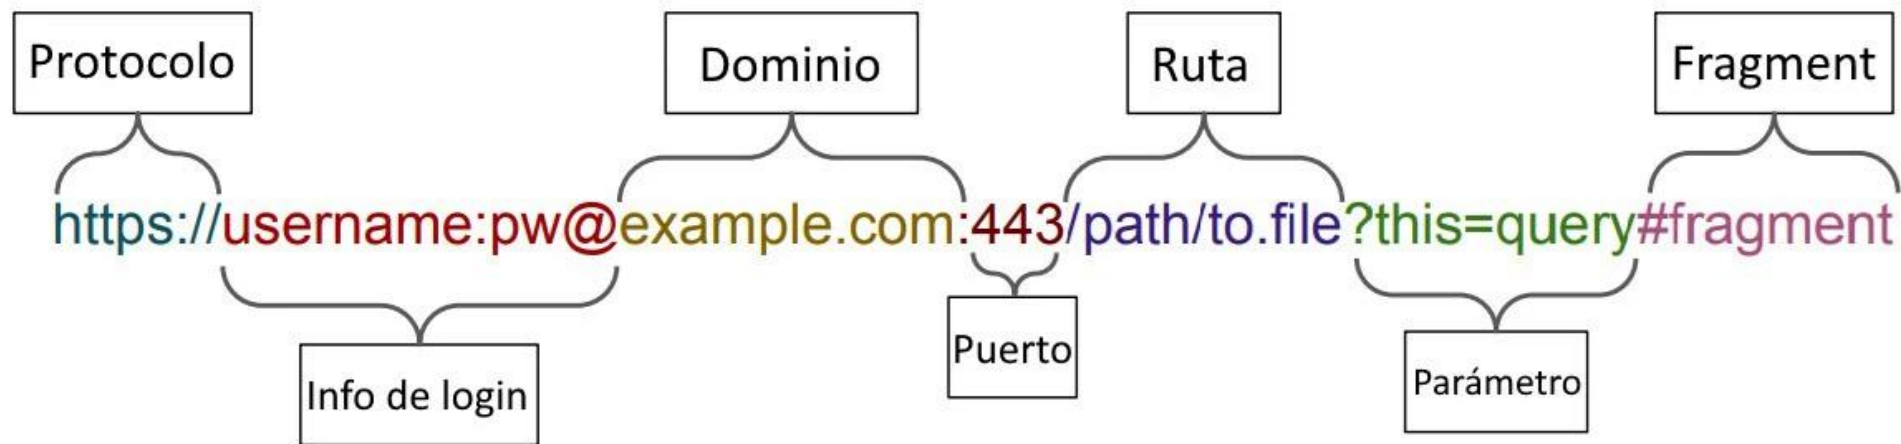 Protocolo
Dominio
Ruta
Fragment
https://username:pw@example.com:443/path/to.file?this=query#fragment
Info de login
Puerto
Parámetro